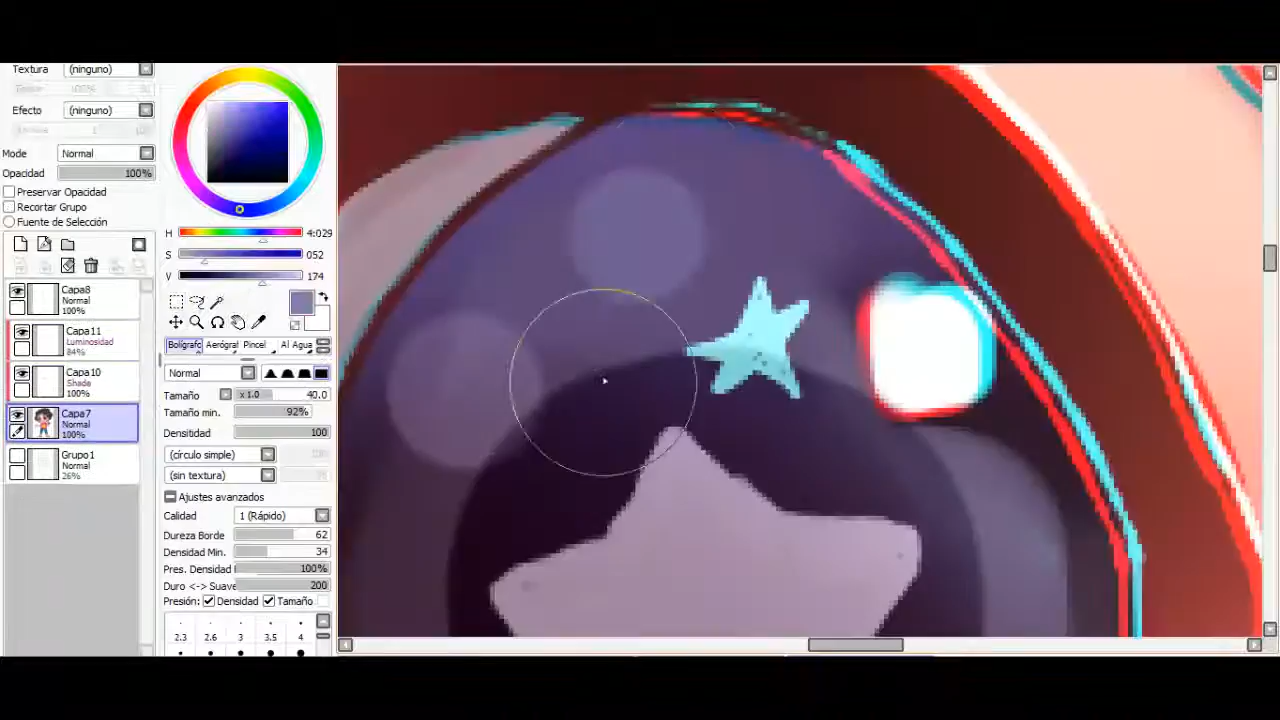 Textura (ninguno)
Efecto (ninguno)
Mode Normal
Opacidad 100%
Preservar Opacidad
Recortar Grupo
Fuente de Selección
Capa8
Normal
100%
Capa11
Luminosidad
84%
Capa10
Shade
100%
Capa7
Normal
100%
Grupo1
Normal
26%
H 4:029
S 052
V 174
Bolígrafo Aerógrafo Pincel Al Agua
Normal
Tamaño x 1.0 40.0
Tamaño min. 92%
Densitidad 100
(círculo simple)
(sin textura)
Ajustes avanzados
Calidad 1 (Rápido)
Dureza Borde 62
Densidad Min. 34
Pres. Densidad 100%
Duro <-> Suave 200
Presión: Densidad Tamaño
2.3 2.6 3 3.5 4